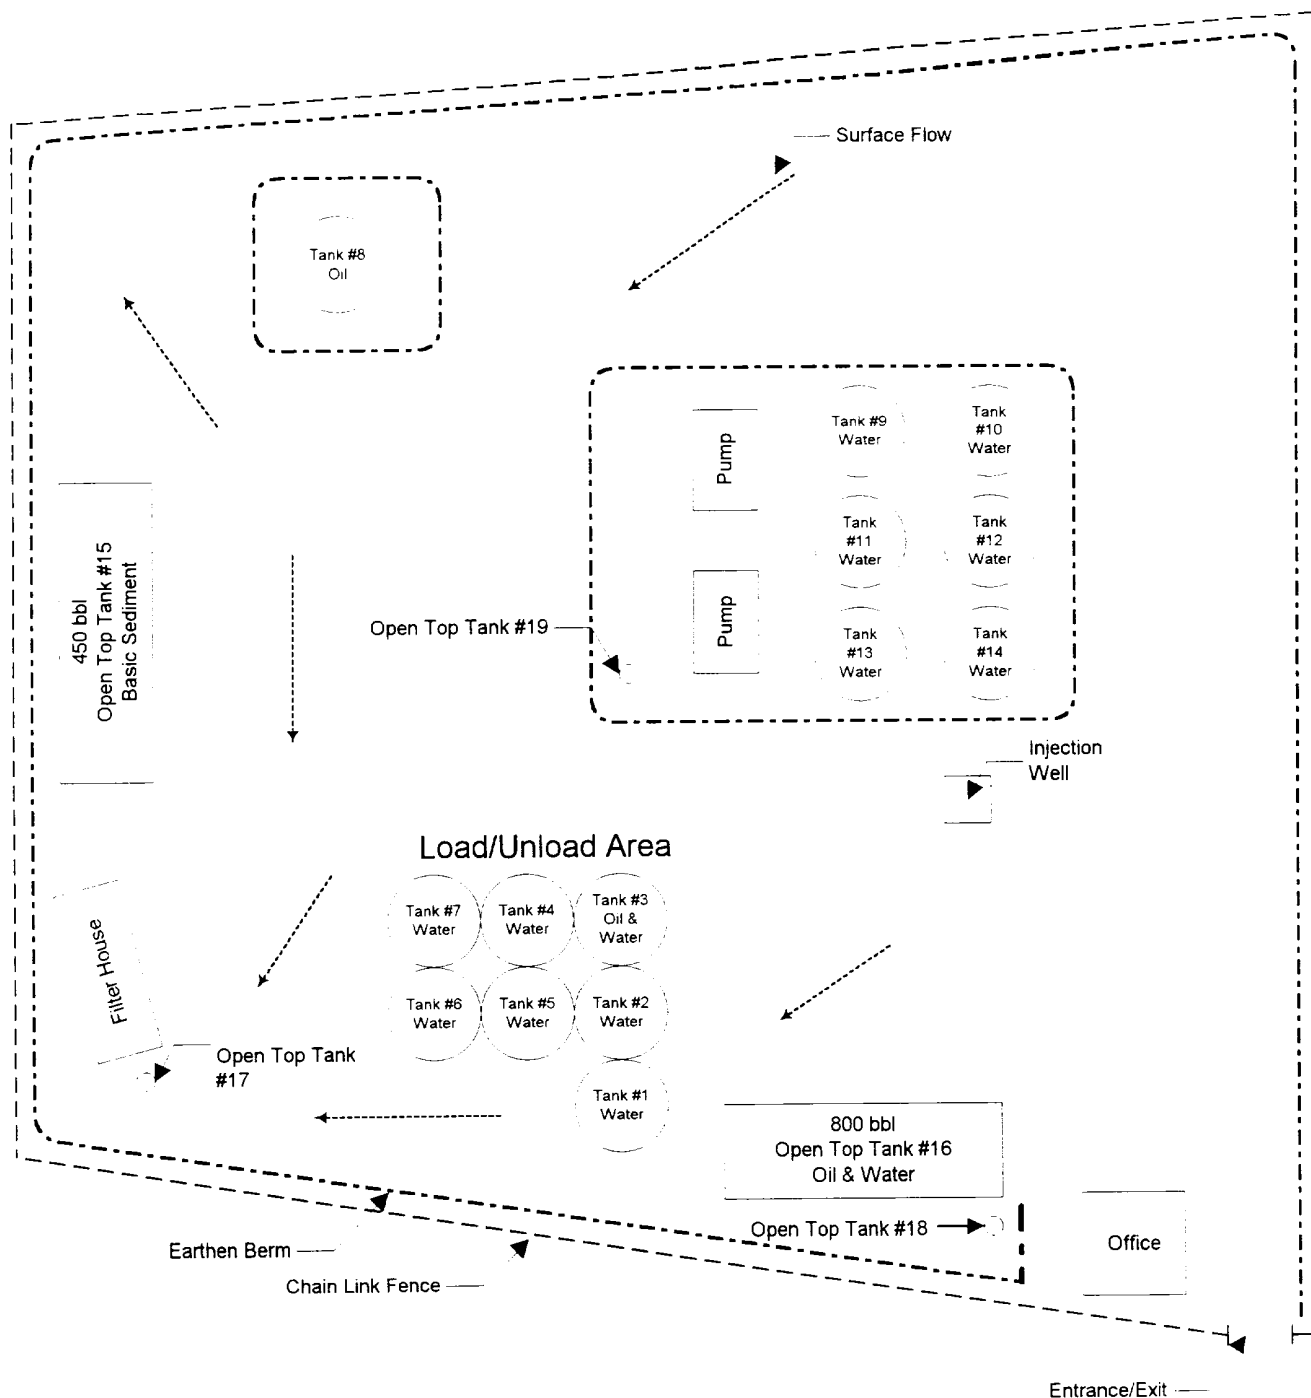 Surface Flow
Tank #8
Oil
Tank #9
Water
Tank
#10
Water
Pump
Tank
#11
Water
Tank
#12
Water
450 bbl
Open Top Tank #15
Basic Sediment
Open Top Tank #19
Pump
Tank
#13
Water
Tank
#14
Water
Injection
Well
Load/Unload Area
Tank #7
Water
Tank #4
Water
Tank #3
Oil &
Water
Filter House
Tank #6
Water
Tank #5
Water
Tank #2
Water
Open Top Tank
#17
Tank #1
Water
800 bbl
Open Top Tank #16
Oil & Water
Open Top Tank #18
Office
Earthen Berm
Chain Link Fence
Entrance/Exit